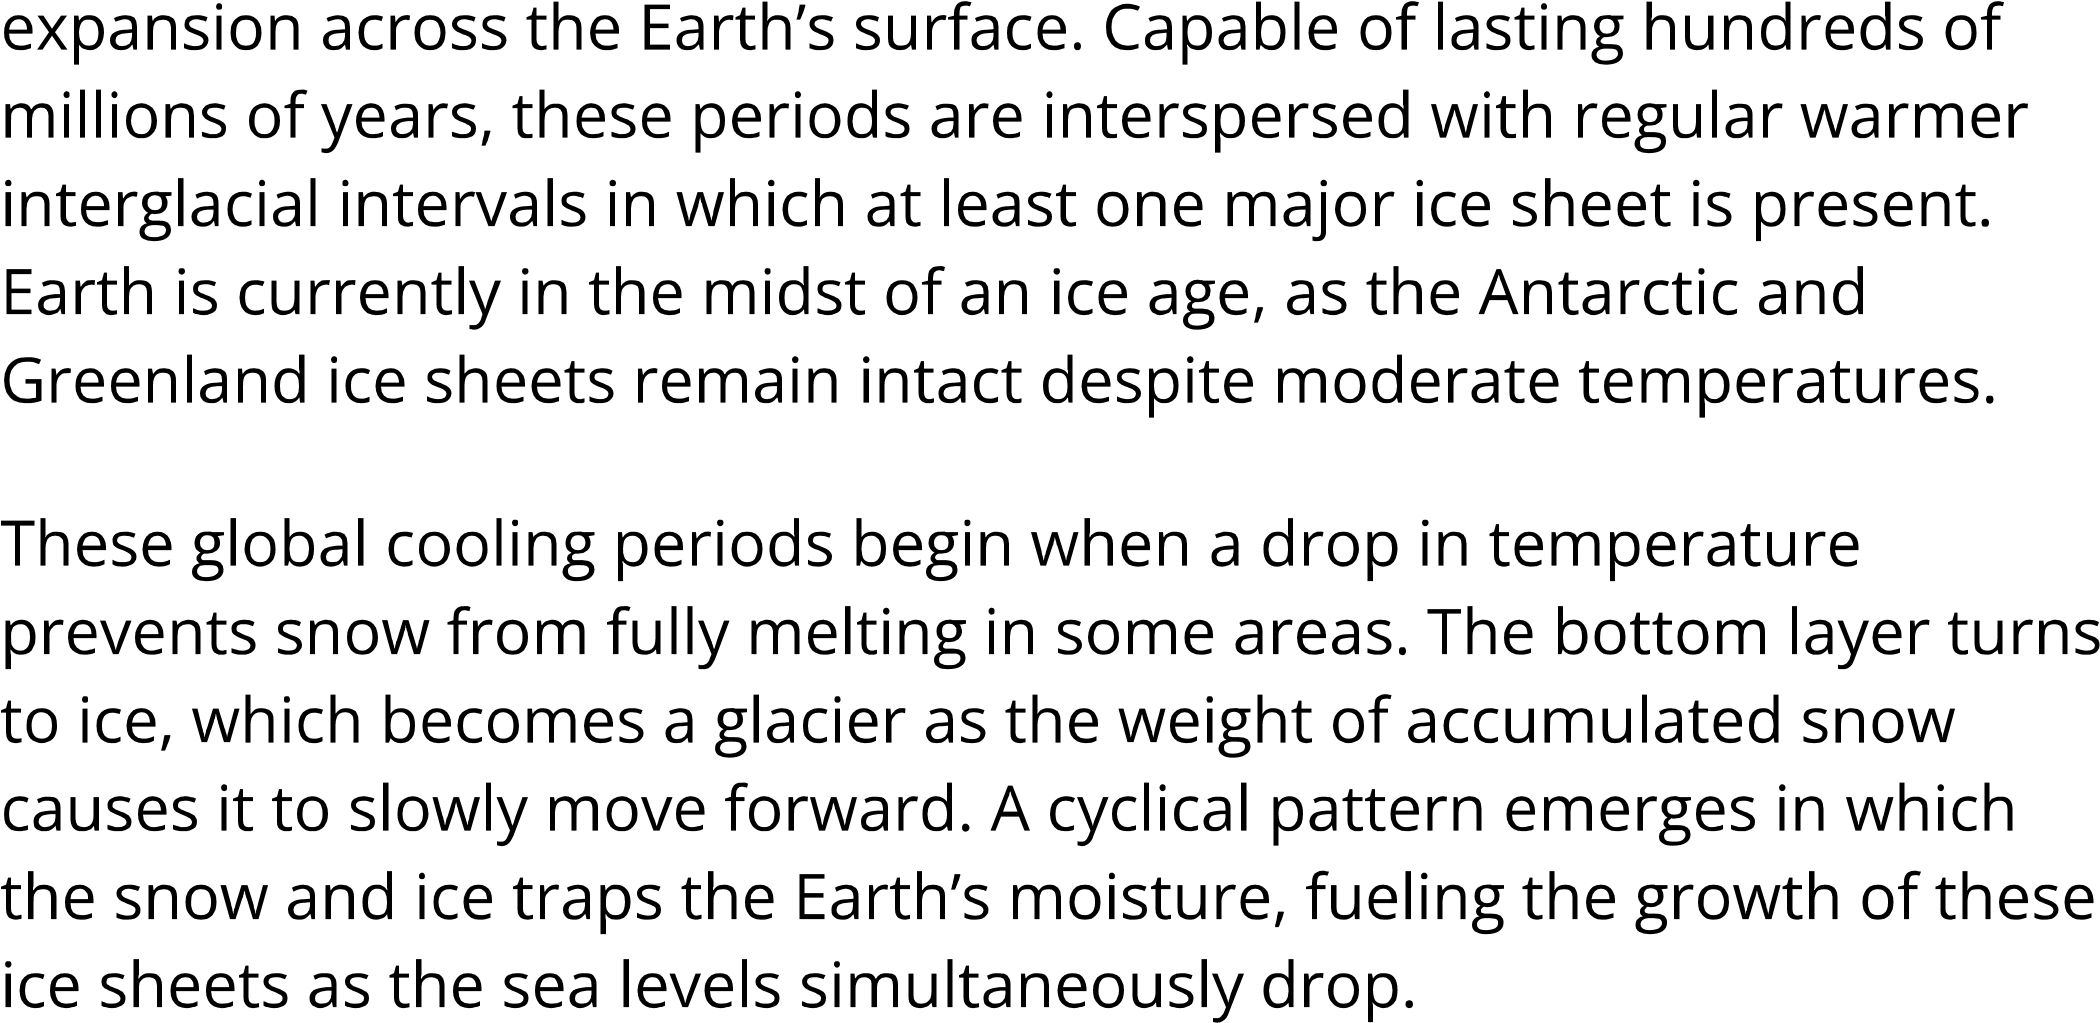 expansion across the Earth’s surface. Capable of lasting hundreds of
millions of years, these periods are interspersed with regular warmer
interglacial intervals in which at least one major ice sheet is present.
Earth is currently in the midst of an ice age, as the Antarctic and
Greenland ice sheets remain intact despite moderate temperatures.
These global cooling periods begin when a drop in temperature
prevents snow from fully melting in some areas. The bottom layer turns
to ice, which becomes a glacier as the weight of accumulated snow
causes it to slowly move forward. A cyclical pattern emerges in which
the snow and ice traps the Earth’s moisture, fueling the growth of these
ice sheets as the sea levels simultaneously drop.